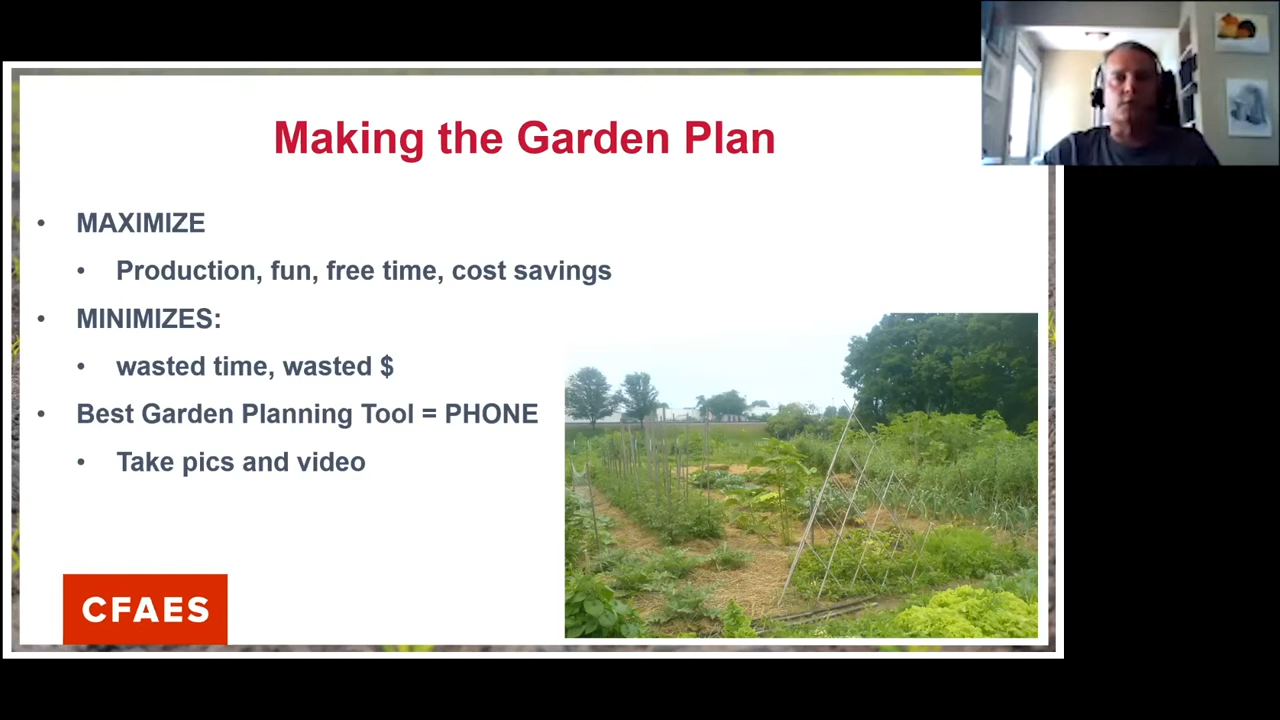 Making the Garden Plan
• MAXIMIZE
• Production, fun, free time, cost savings
• MINIMIZES:
• wasted time, wasted $
• Best Garden Planning Tool = PHONE
• Take pics and video
CFAES